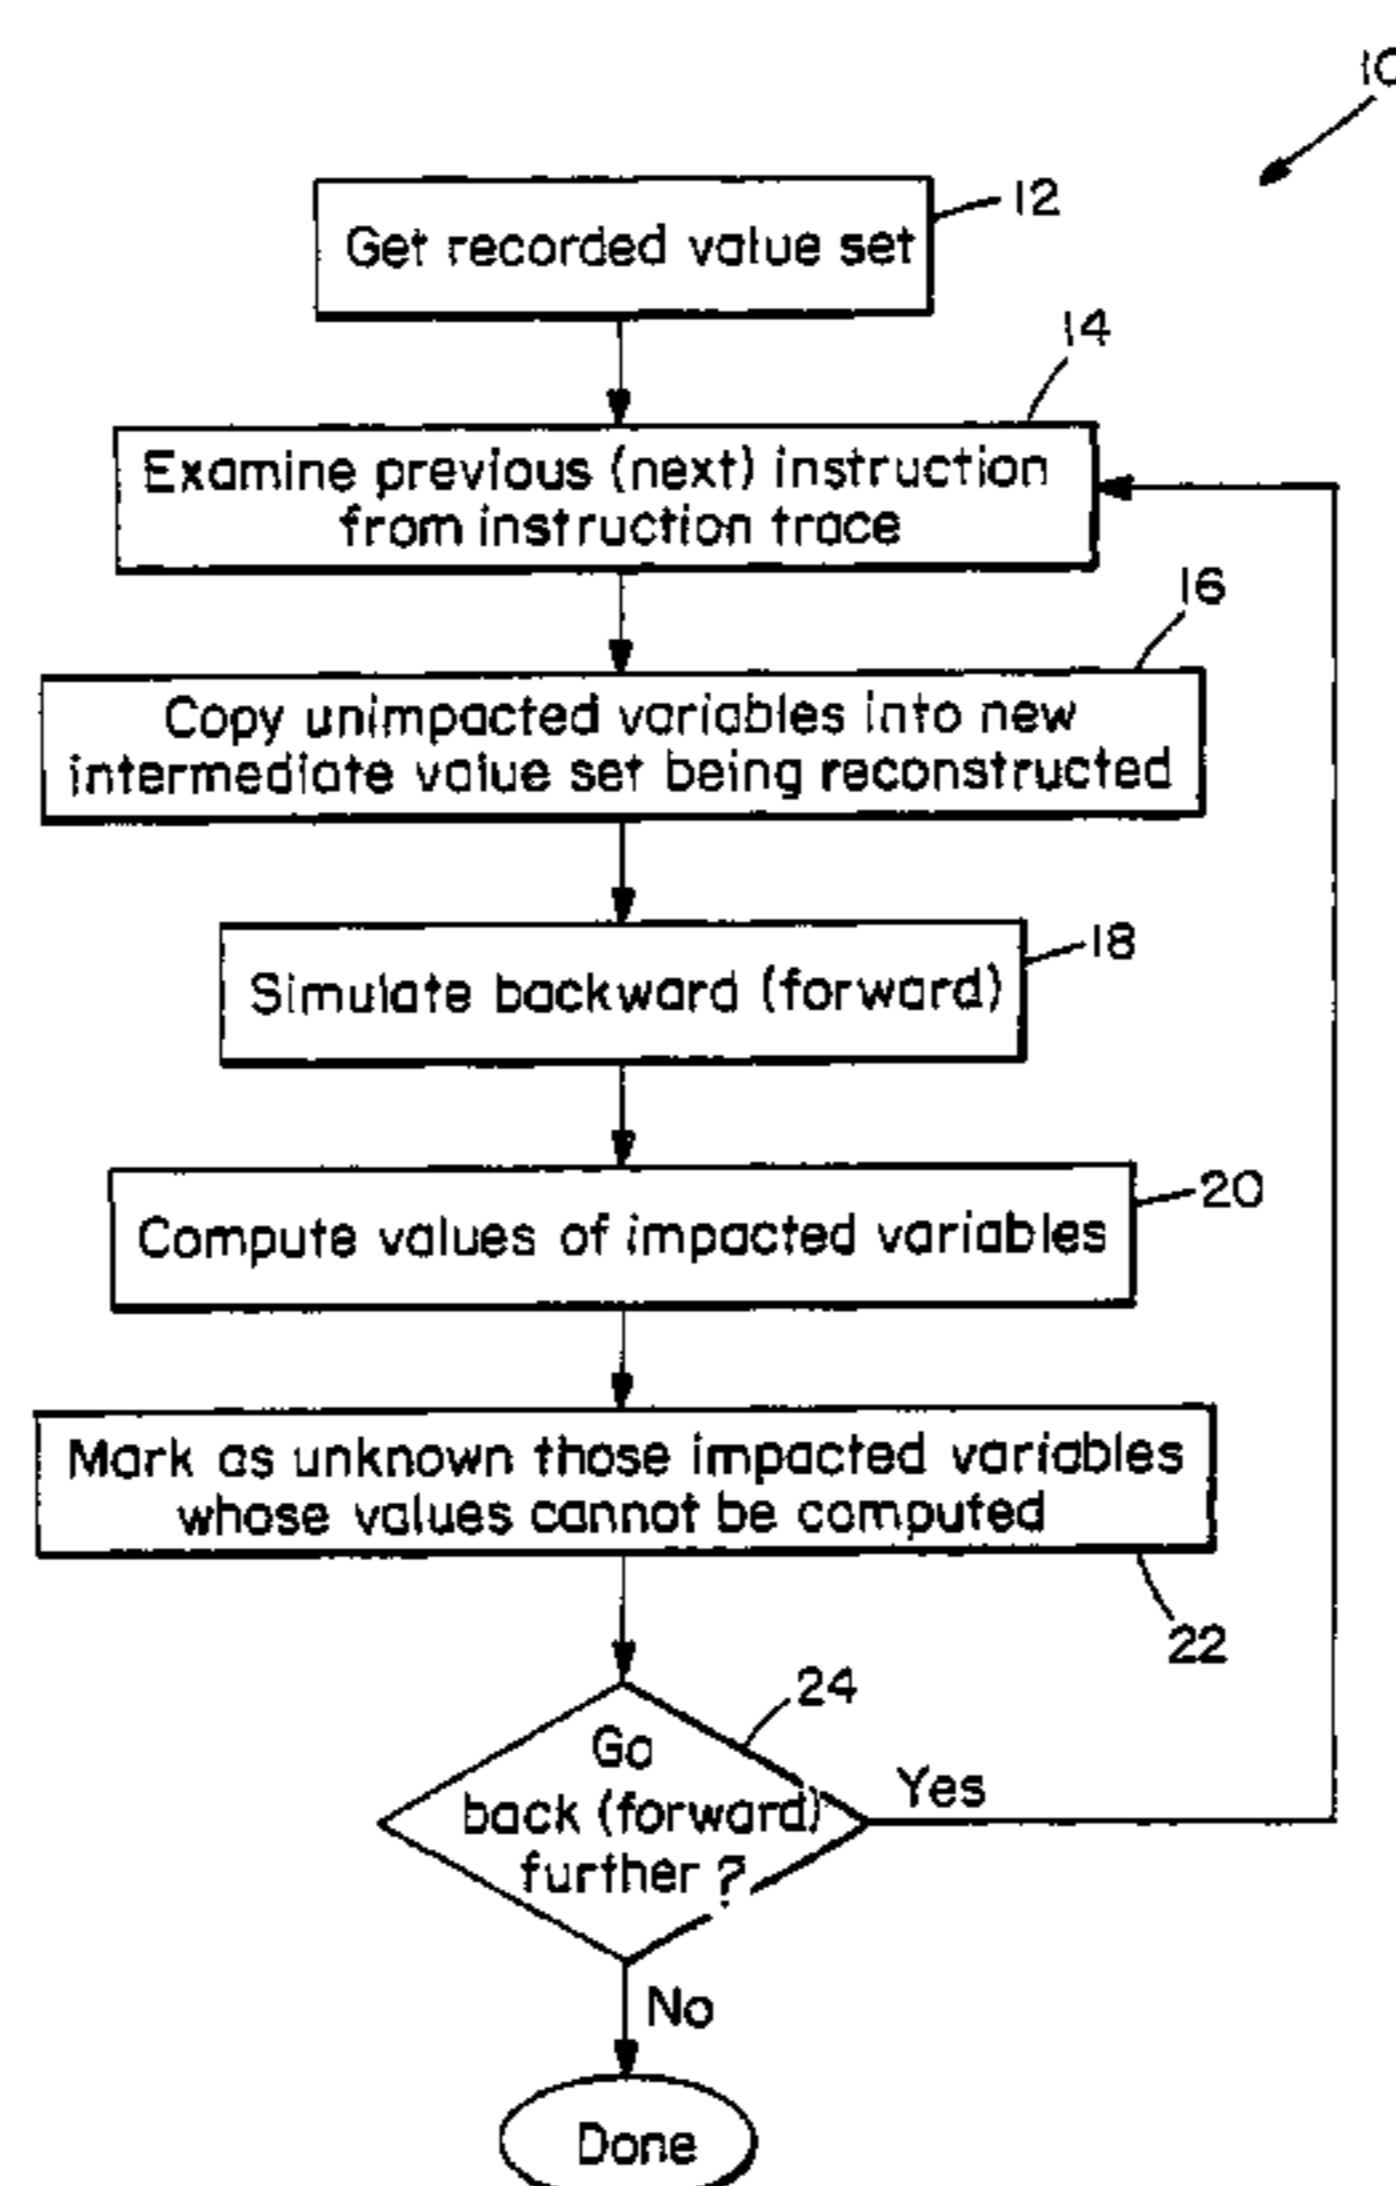 10
Get recorded value set
12
14
Examine previous (next) instruction
from instruction trace
16
Copy unimpacted variables into new
intermediate value set being reconstructed
Simulate backward (forward)
18
Compute values of impacted variables
20
Mark as unknown those impacted variables
whose values cannot be computed
22
24
Go
back (forward)
further?
Yes
No
Done